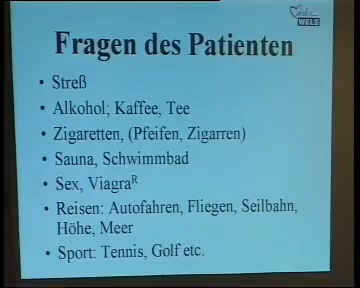 WELS
Fragen des Patienten
• Streß
• Alkohol; Kaffee, Tee
• Zigaretten, (Pfeifen, Zigarren)
• Sauna, Schwimmbad
• Sex, Viagraᴿ
• Reisen: Autofahren, Fliegen, Seilbahn,
Höhe, Meer
• Sport: Tennis, Golf etc.